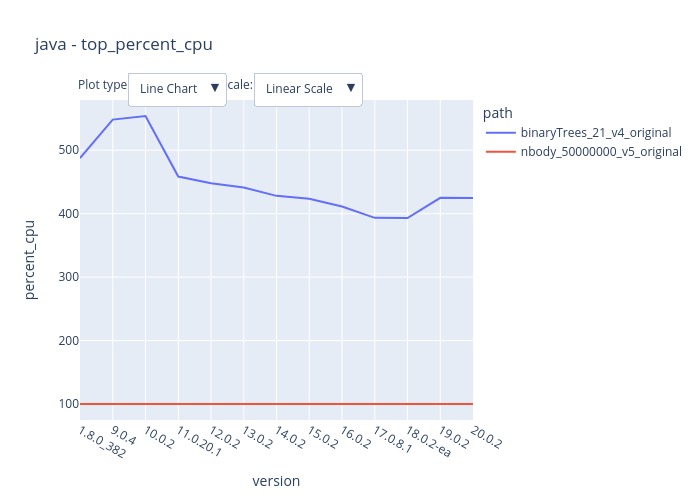 java - top_percent_cpu
Plot type
Line Chart ▼
cale:
Linear Scale ▼
path
binaryTrees_21_v4_original
nbody_50000000_v5_original
percent_cpu
500
400
300
200
100
1.8.0_382
9.0.4
10.0.2
11.0.20.1
12.0.2
13.0.2
14.0.2
15.0.2
16.0.2
17.0.8.1
18.0.2-ea
19.0.2
20.0.2
version